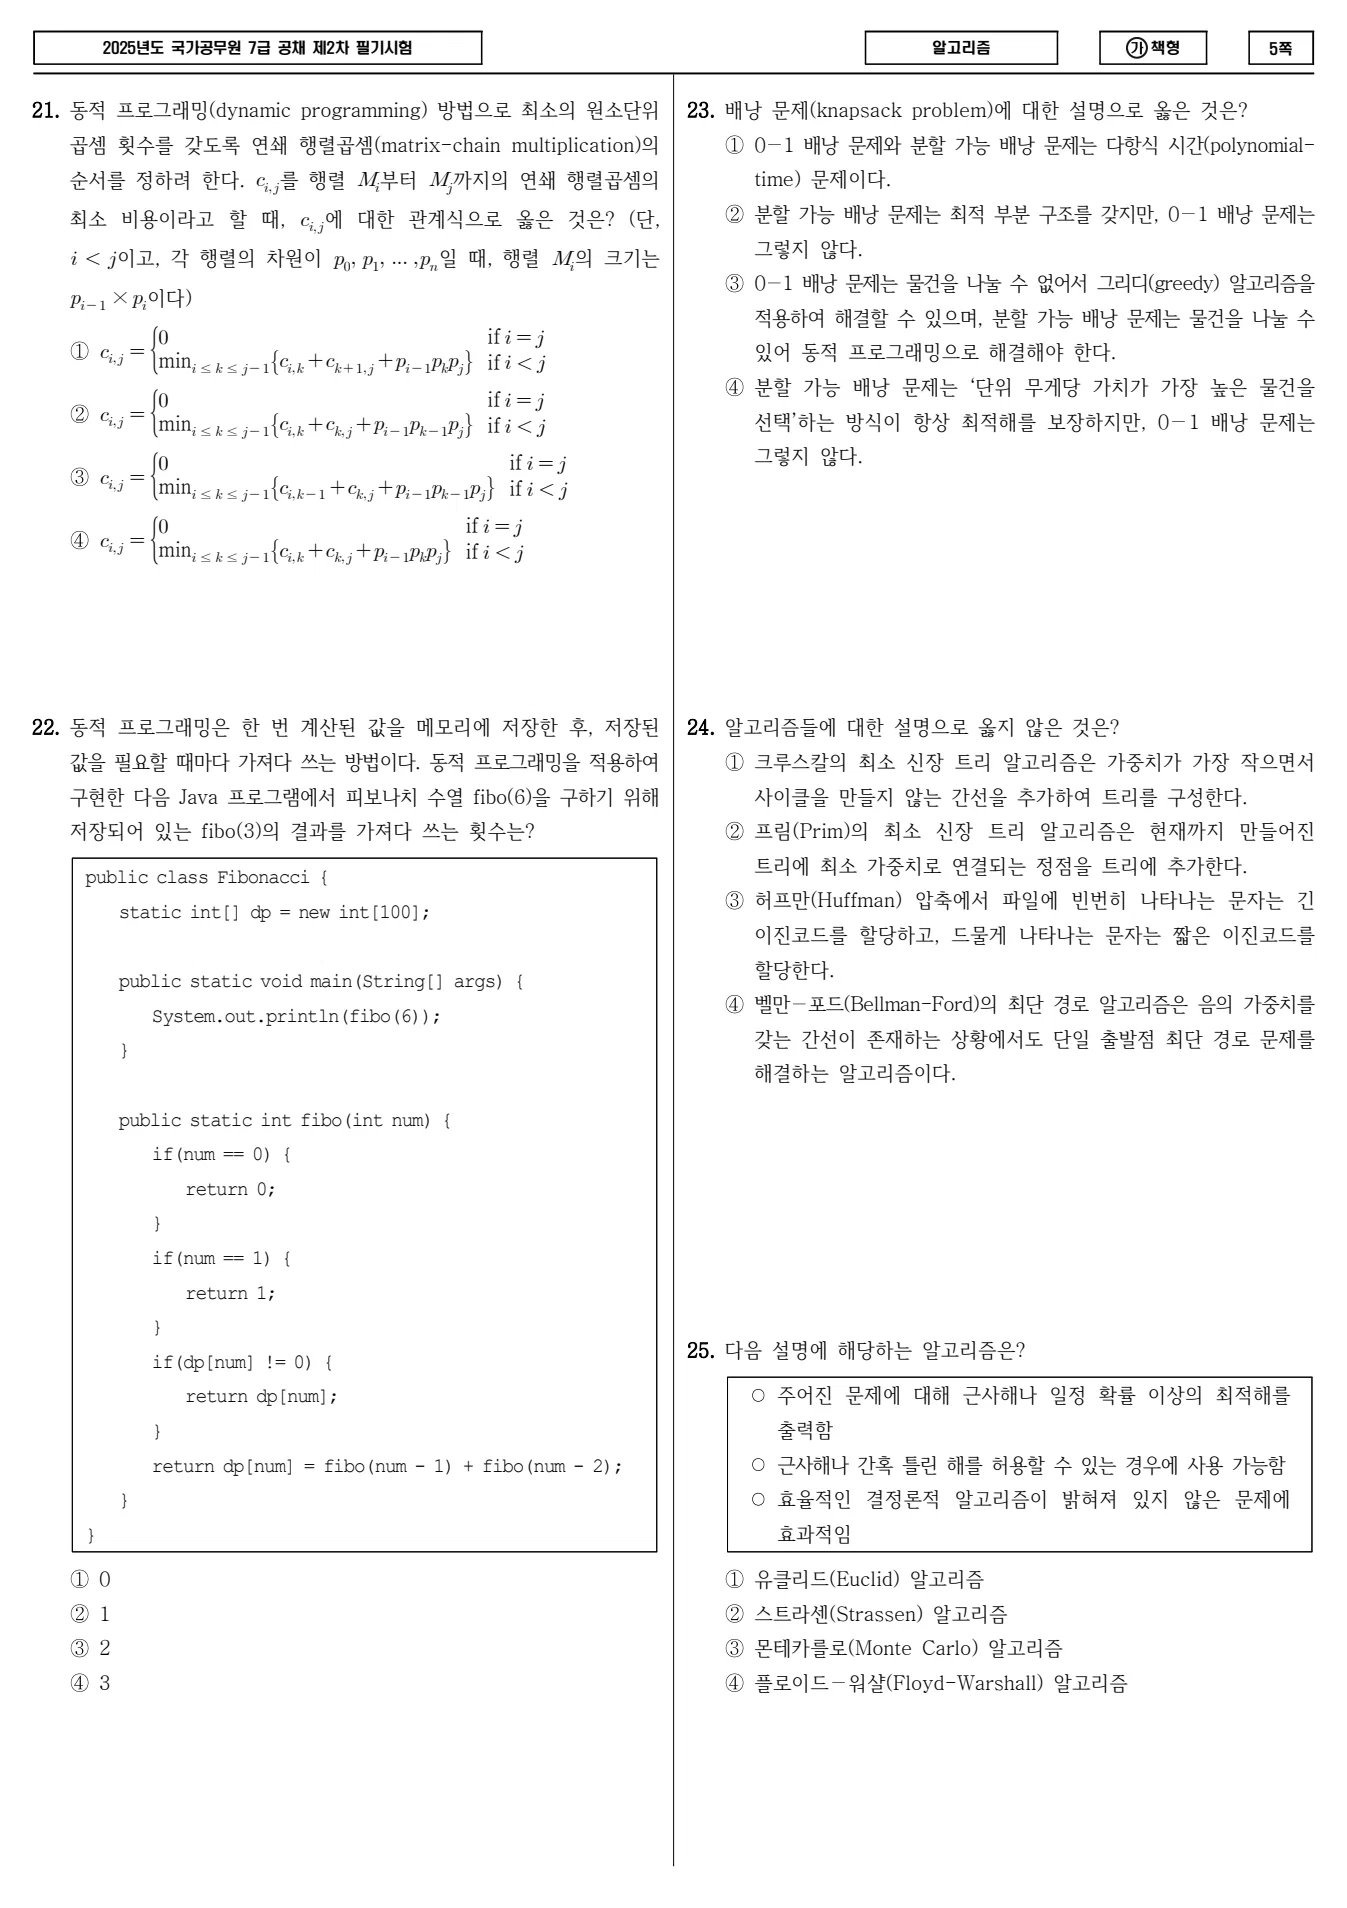 2025년도 국가공무원 7급 공채 제2차 필기시험
알고리즘
㉮ 책형
5쪽
21. 동적 프로그래밍(dynamic programming) 방법으로 최소의 원소단위
곱셈 횟수를 갖도록 연쇄 행렬곱셈(matrix-chain multiplication)의
순서를 정하려 한다. c_{i,j}를 행렬 M_i부터 M_j까지의 연쇄 행렬곱셈의
최소 비용이라고 할 때, c_{i,j}에 대한 관계식으로 옳은 것은? (단,
i < j이고, 각 행렬의 차원이 p_0, p_1, … ,p_n일 때, 행렬 M_i의 크기는
p_{i-1} × p_i이다)
① c_{i,j} = { 0 if i = j
min_{i ≤ k ≤ j-1}{c_{i,k} + c_{k+1,j} + p_{i-1}p_kp_j} if i < j
② c_{i,j} = { 0 if i = j
min_{i ≤ k ≤ j-1}{c_{i,k} + c_{k,j} + p_{i-1}p_{k-1}p_j} if i < j
③ c_{i,j} = { 0 if i = j
min_{i ≤ k ≤ j-1}{c_{i,k-1} + c_{k,j} + p_{i-1}p_{k-1}p_j} if i < j
④ c_{i,j} = { 0 if i = j
min_{i ≤ k ≤ j-1}{c_{i,k} + c_{k,j} + p_{i-1}p_kp_j} if i < j
22. 동적 프로그래밍은 한 번 계산된 값을 메모리에 저장한 후, 저장된
값을 필요할 때마다 가져다 쓰는 방법이다. 동적 프로그래밍을 적용하여
구현한 다음 Java 프로그램에서 피보나치 수열 fibo(6)을 구하기 위해
저장되어 있는 fibo(3)의 결과를 가져다 쓰는 횟수는?
public class Fibonacci {
static int[] dp = new int[100];
public static void main(String[] args) {
System.out.println(fibo(6));
}
public static int fibo(int num) {
if(num == 0) {
return 0;
}
if(num == 1) {
return 1;
}
if(dp[num] != 0) {
return dp[num];
}
return dp[num] = fibo(num - 1) + fibo(num - 2);
}
}
① 0
② 1
③ 2
④ 3
23. 배낭 문제(knapsack problem)에 대한 설명으로 옳은 것은?
① 0-1 배낭 문제와 분할 가능 배낭 문제는 다항식 시간(polynomial-
time) 문제이다.
② 분할 가능 배낭 문제는 최적 부분 구조를 갖지만, 0-1 배낭 문제는
그렇지 않다.
③ 0-1 배낭 문제는 물건을 나눌 수 없어서 그리디(greedy) 알고리즘을
적용하여 해결할 수 있으며, 분할 가능 배낭 문제는 물건을 나눌 수
있어 동적 프로그래밍으로 해결해야 한다.
④ 분할 가능 배낭 문제는 ‘단위 무게당 가치가 가장 높은 물건을
선택’하는 방식이 항상 최적해를 보장하지만, 0-1 배낭 문제는
그렇지 않다.
24. 알고리즘들에 대한 설명으로 옳지 않은 것은?
① 크루스칼의 최소 신장 트리 알고리즘은 가중치가 가장 작으면서
사이클을 만들지 않는 간선을 추가하여 트리를 구성한다.
② 프림(Prim)의 최소 신장 트리 알고리즘은 현재까지 만들어진
트리에 최소 가중치로 연결되는 정점을 트리에 추가한다.
③ 허프만(Huffman) 압축에서 파일에 빈번히 나타나는 문자는 긴
이진코드를 할당하고, 드물게 나타나는 문자는 짧은 이진코드를
할당한다.
④ 벨만-포드(Bellman-Ford)의 최단 경로 알고리즘은 음의 가중치를
갖는 간선이 존재하는 상황에서도 단일 출발점 최단 경로 문제를
해결하는 알고리즘이다.
25. 다음 설명에 해당하는 알고리즘은?
○ 주어진 문제에 대해 근사해나 일정 확률 이상의 최적해를
출력함
○ 근사해나 간혹 틀린 해를 허용할 수 있는 경우에 사용 가능함
○ 효율적인 결정론적 알고리즘이 밝혀져 있지 않은 문제에
효과적임
① 유클리드(Euclid) 알고리즘
② 스트라센(Strassen) 알고리즘
③ 몬테카를로(Monte Carlo) 알고리즘
④ 플로이드-워샬(Floyd-Warshall) 알고리즘